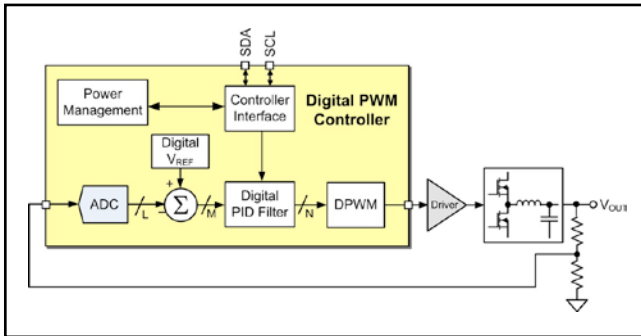 SDA
SCL
Power
Management
Controller
Interface
Digital PWM
Controller
Digital
VREF
+
ADC
L
−
Σ
M
Digital
PID Filter
N
DPWM
Driver
VOUT